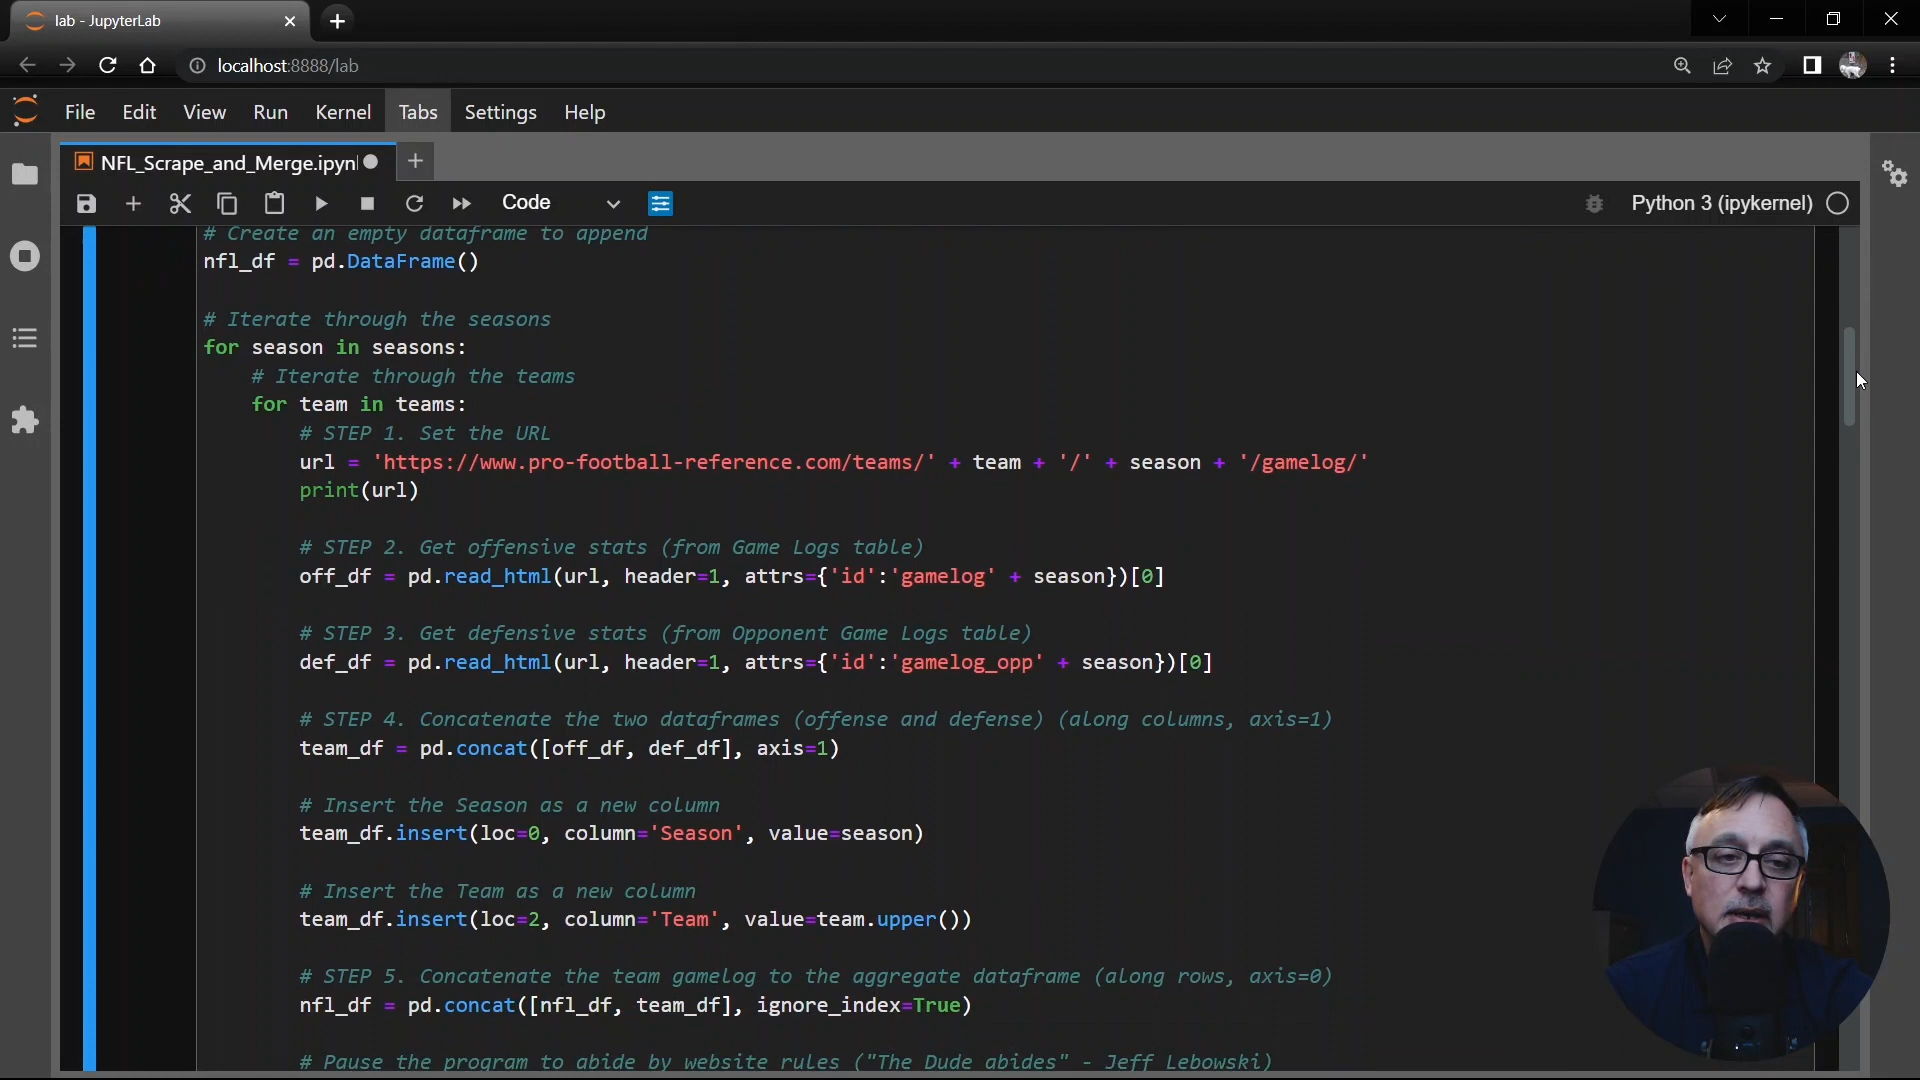 lab - JupyterLab
localhost:8888/lab
File Edit View Run Kernel Tabs Settings Help
NFL_Scrape_and_Merge.ipynl
Code
Python 3 (ipykernel)
# Create an empty dataframe to append
nfl_df = pd.DataFrame()
# Iterate through the seasons
for season in seasons:
# Iterate through the teams
for team in teams:
# STEP 1. Set the URL
url = 'https://www.pro-football-reference.com/teams/' + team + '/' + season + '/gamelog/'
print(url)
# STEP 2. Get offensive stats (from Game Logs table)
off_df = pd.read_html(url, header=1, attrs={'id':'gamelog' + season})[0]
# STEP 3. Get defensive stats (from Opponent Game Logs table)
def_df = pd.read_html(url, header=1, attrs={'id':'gamelog_opp' + season})[0]
# STEP 4. Concatenate the two dataframes (offense and defense) (along columns, axis=1)
team_df = pd.concat([off_df, def_df], axis=1)
# Insert the Season as a new column
team_df.insert(loc=0, column='Season', value=season)
# Insert the Team as a new column
team_df.insert(loc=2, column='Team', value=team.upper())
# STEP 5. Concatenate the team gamelog to the aggregate dataframe (along rows, axis=0)
nfl_df = pd.concat([nfl_df, team_df], ignore_index=True)
# Pause the program to abide by website rules ("The Dude abides" - Jeff Lebowski)